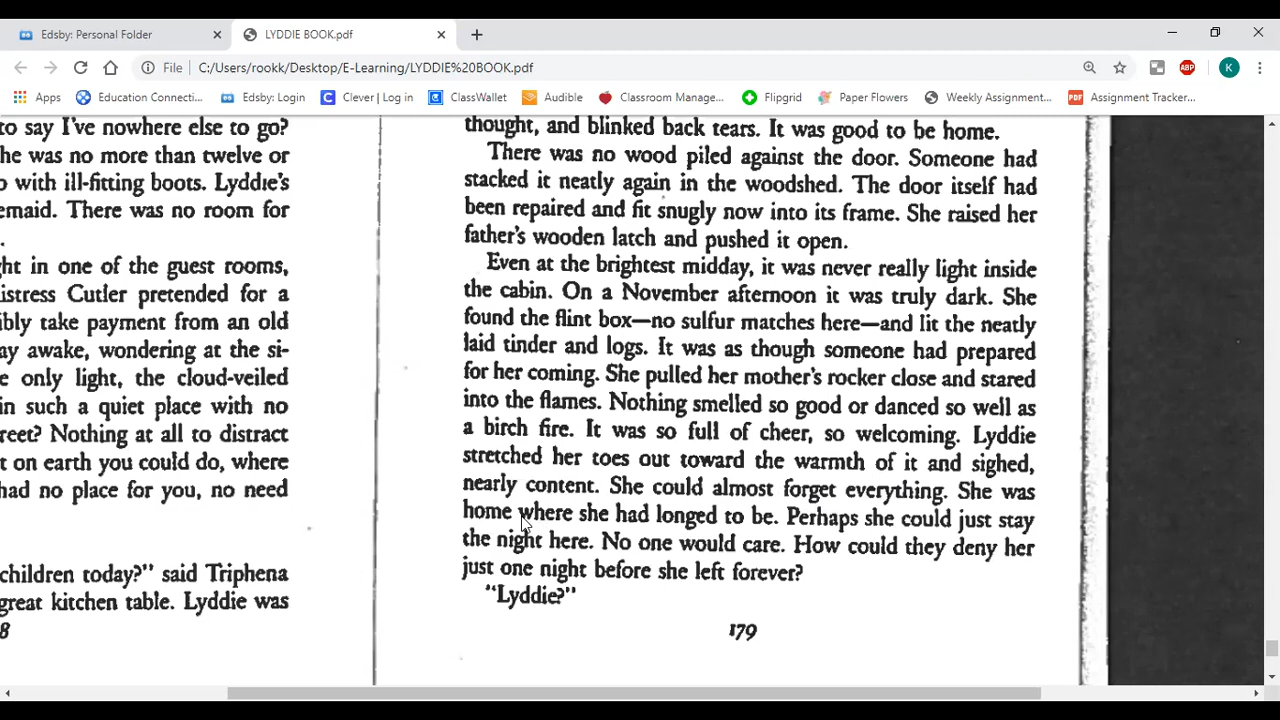 Edsby: Personal Folder
LYDDIE BOOK.pdf
File C:/Users/rookk/Desktop/E-Learning/LYDDIE%20BOOK.pdf
ABP
K
Apps
Education Connecti...
Edsby: Login
Clever | Log in
ClassWallet
Audible
Classroom Manage...
Flipgrid
Paper Flowers
Weekly Assignment...
PDF
Assignment Tracker...
to say I've nowhere else to go?
he was no more than twelve or
o with ill-fitting boots. Lyddie's
emaid. There was no room for
.
ht in one of the guest rooms,
istress Cutler pretended for a
ibly take payment from an old
ay awake, wondering at the si-
e only light, the cloud-veiled
in such a quiet place with no
reet? Nothing at all to distract
t on earth you could do, where
had no place for you, no need
children today?" said Triphena
great kitchen table. Lyddie was
8
thought, and blinked back tears. It was good to be home.
There was no wood piled against the door. Someone had
stacked it neatly again in the woodshed. The door itself had
been repaired and fit snugly now into its frame. She raised her
father's wooden latch and pushed it open.
Even at the brightest midday, it was never really light inside
the cabin. On a November afternoon it was truly dark. She
found the flint box—no sulfur matches here—and lit the neatly
laid tinder and logs. It was as though someone had prepared
for her coming. She pulled her mother's rocker close and stared
into the flames. Nothing smelled so good or danced so well as
a birch fire. It was so full of cheer, so welcoming. Lyddie
stretched her toes out toward the warmth of it and sighed,
nearly content. She could almost forget everything. She was
home where she had longed to be. Perhaps she could just stay
the night here. No one would care. How could they deny her
just one night before she left forever?
"Lyddie?"
179